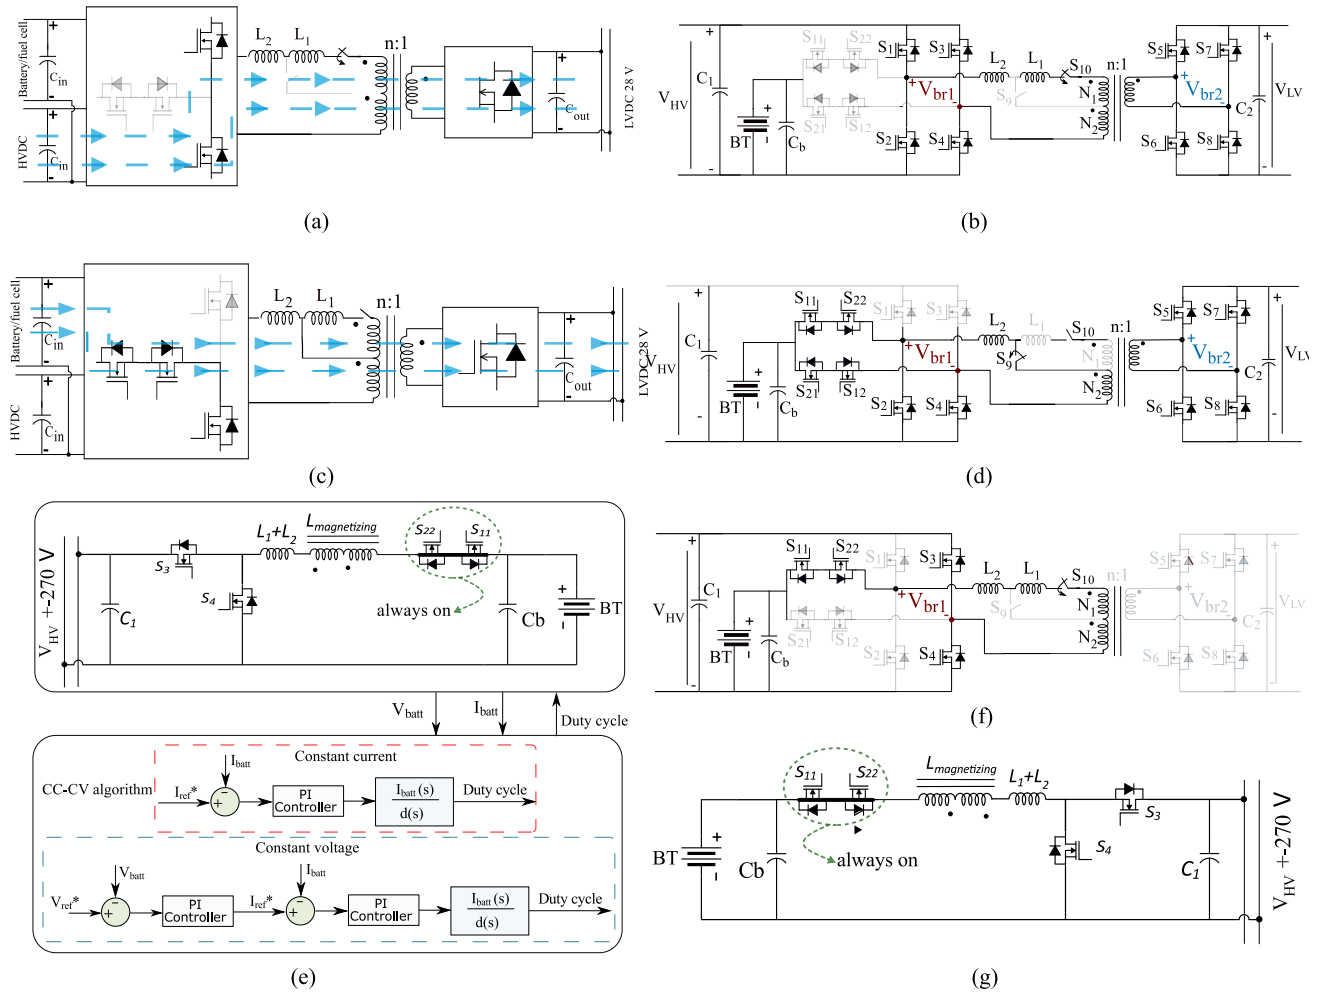 Battery/fuel cell
HVDC
+
Cin
-
+
Cin
-
L2 L1
n:1
+
Cout
-
LVDC 28 V
(a)
+
VHV
-
C1
BT
+
-
Cb
S11 S22
S21 S12
S1 S3
S2 S4
+
Vbr1
-
L2 L1 S10
S9
N1
N2
n:1
+
Vbr2
-
S5 S7
S6 S8
C2
+
VLV
-
(b)
Battery/fuel cell
HVDC
+
Cin
-
+
Cin
-
L2 L1
n:1
+
Cout
-
LVDC 28 V
(c)
+
VHV
-
C1
BT
+
-
Cb
S11 S22
S21 S12
S1 S3
S2 S4
+
Vbr1
-
L2 L1 S10
S9
N1
N2
n:1
+
Vbr2
-
S5 S7
S6 S8
C2
+
VLV
-
(d)
VHV +-270 V
C1
S3
S4
L1+L2
Lmagnetizing
S22 S11
always on
Cb
+
-
BT
Vbatt
Ibatt
Duty cycle
CC-CV algorithm
Constant current
Ibatt
Iref*
+ −
PI
Controller
Ibatt(s)
d(s)
Duty cycle
Constant voltage
Vbatt
Vref*
+ −
PI
Controller
Iref*
Ibatt
+ −
PI
Controller
Ibatt(s)
d(s)
Duty cycle
(e)
+
VHV
-
C1
BT
+
-
Cb
S11 S22
S21 S12
S1 S3
S2 S4
+
Vbr1
-
L2 L1 S10
S9
N1
N2
n:1
+
Vbr2
-
S5 S7
S6 S8
C2
+
VLV
-
(f)
BT
+
-
Cb
S11 S22
always on
Lmagnetizing
L1+L2
S3
S4
C1
VHV +-270 V
(g)